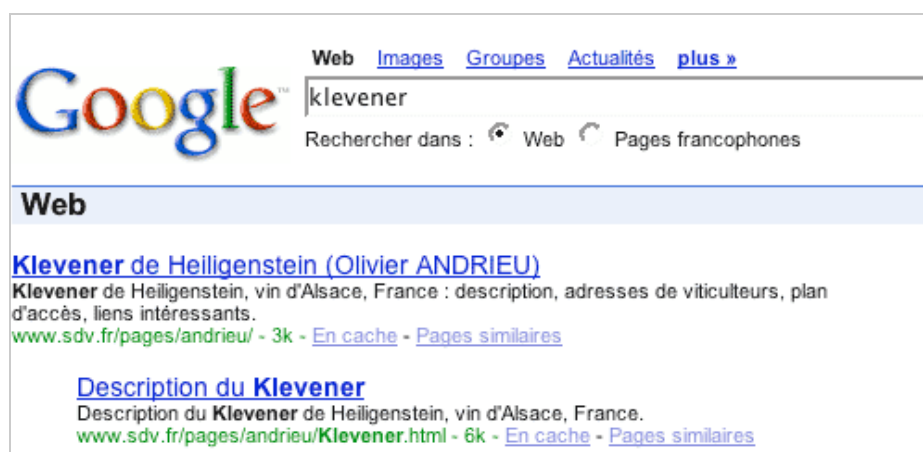 Google™
Web Images Groupes Actualités plus »
klevener
Rechercher dans : Web Pages francophones
Web
Klevener de Heiligenstein (Olivier ANDRIEU)
Klevener de Heiligenstein, vin d'Alsace, France : description, adresses de viticulteurs, plan
d'accès, liens intéressants.
www.sdv.fr/pages/andrieu/ - 3k - En cache - Pages similaires
Description du Klevener
Description du Klevener de Heiligenstein, vin d'Alsace, France.
www.sdv.fr/pages/andrieu/Klevener.html - 6k - En cache - Pages similaires